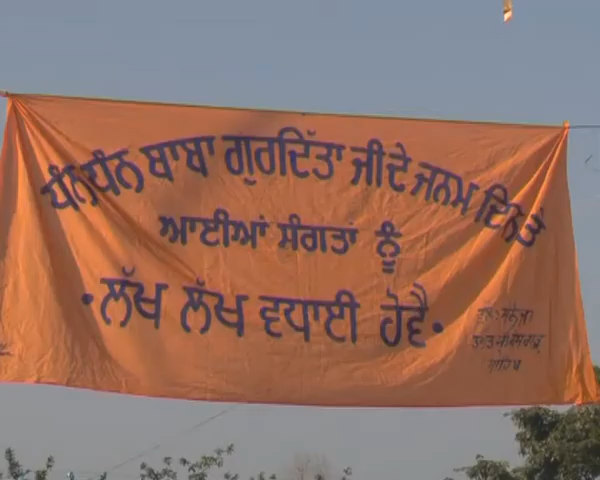 ਧੰਨ ਧੰਨ ਬਾਬਾ ਗੁਰਦਿੱਤਾ ਜੀ ਦੇ ਜਨਮ ਦਿਨ ਤੇ
ਆਈਆਂ ਸੰਗਤਾਂ ਨੂੰ
ਲੱਖ ਲੱਖ ਵਧਾਈ ਹੋਵੈ
ਸਾਹਿਬ